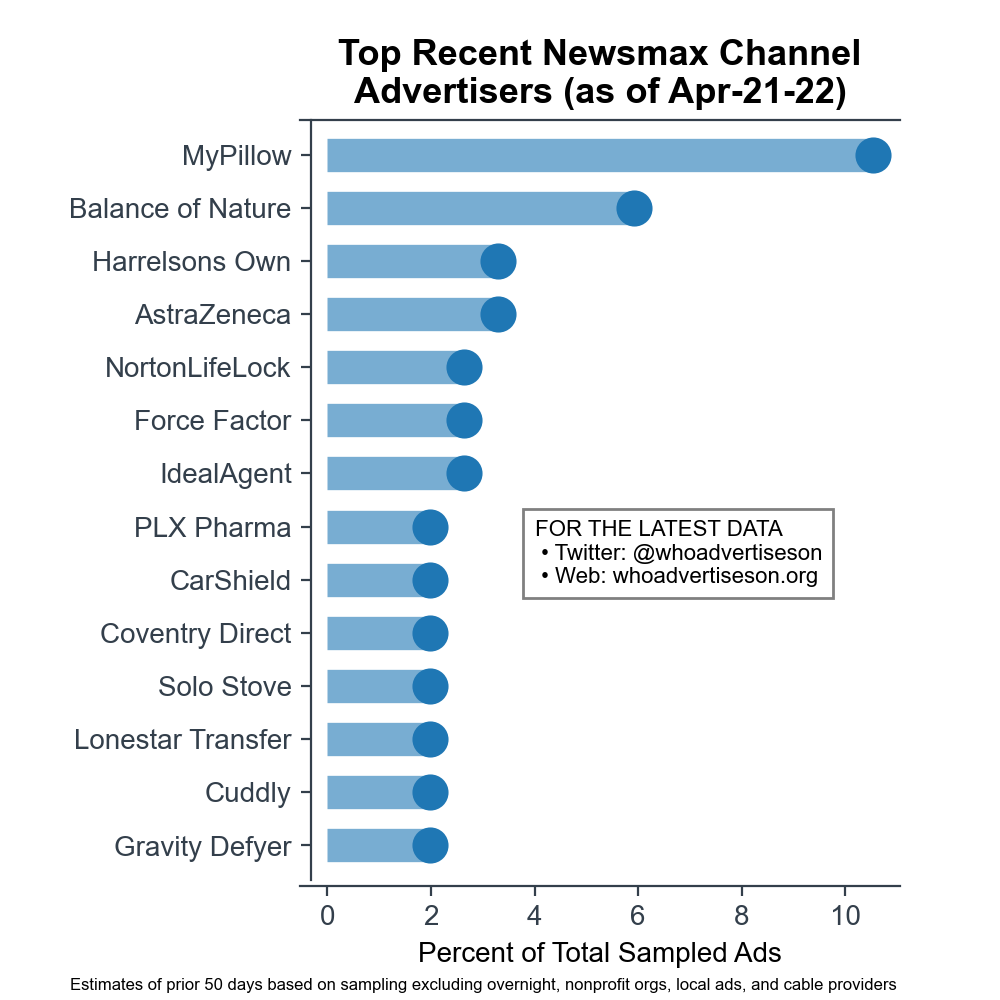 Top Recent Newsmax Channel
Advertisers (as of Apr-21-22)
MyPillow
Balance of Nature
Harrelsons Own
AstraZeneca
NortonLifeLock
Force Factor
IdealAgent
PLX Pharma
CarShield
Coventry Direct
Solo Stove
Lonestar Transfer
Cuddly
Gravity Defyer
FOR THE LATEST DATA
• Twitter: @whoadvertiseson
• Web: whoadvertiseson.org
0 2 4 6 8 10
Percent of Total Sampled Ads
Estimates of prior 50 days based on sampling excluding overnight, nonprofit orgs, local ads, and cable providers